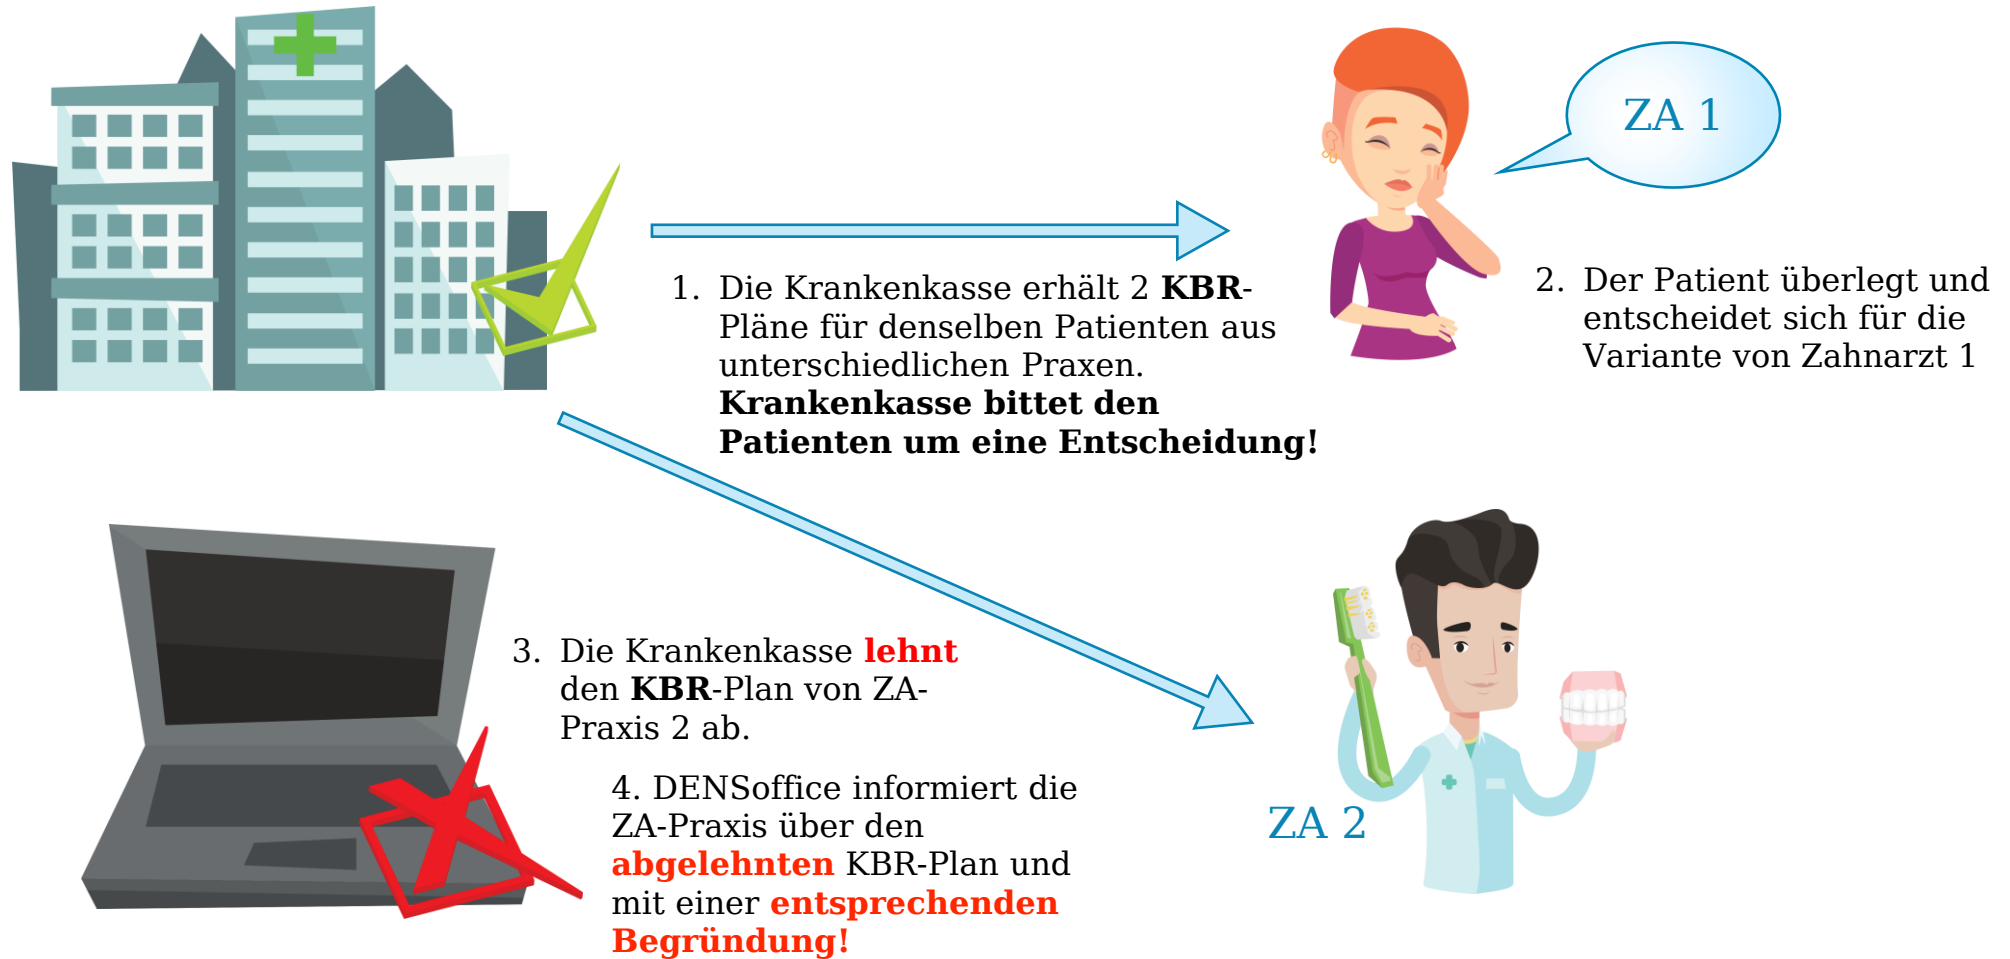 ZA 1
1. Die Krankenkasse erhält 2 KBR-
Pläne für denselben Patienten aus
unterschiedlichen Praxen.
Krankenkasse bittet den
Patienten um eine Entscheidung!
2. Der Patient überlegt und
entscheidet sich für die
Variante von Zahnarzt 1
3. Die Krankenkasse lehnt
den KBR-Plan von ZA-
Praxis 2 ab.
4. DENSoffice informiert die
ZA-Praxis über den
abgelehnten KBR-Plan und
mit einer entsprechenden
Begründung!
ZA 2